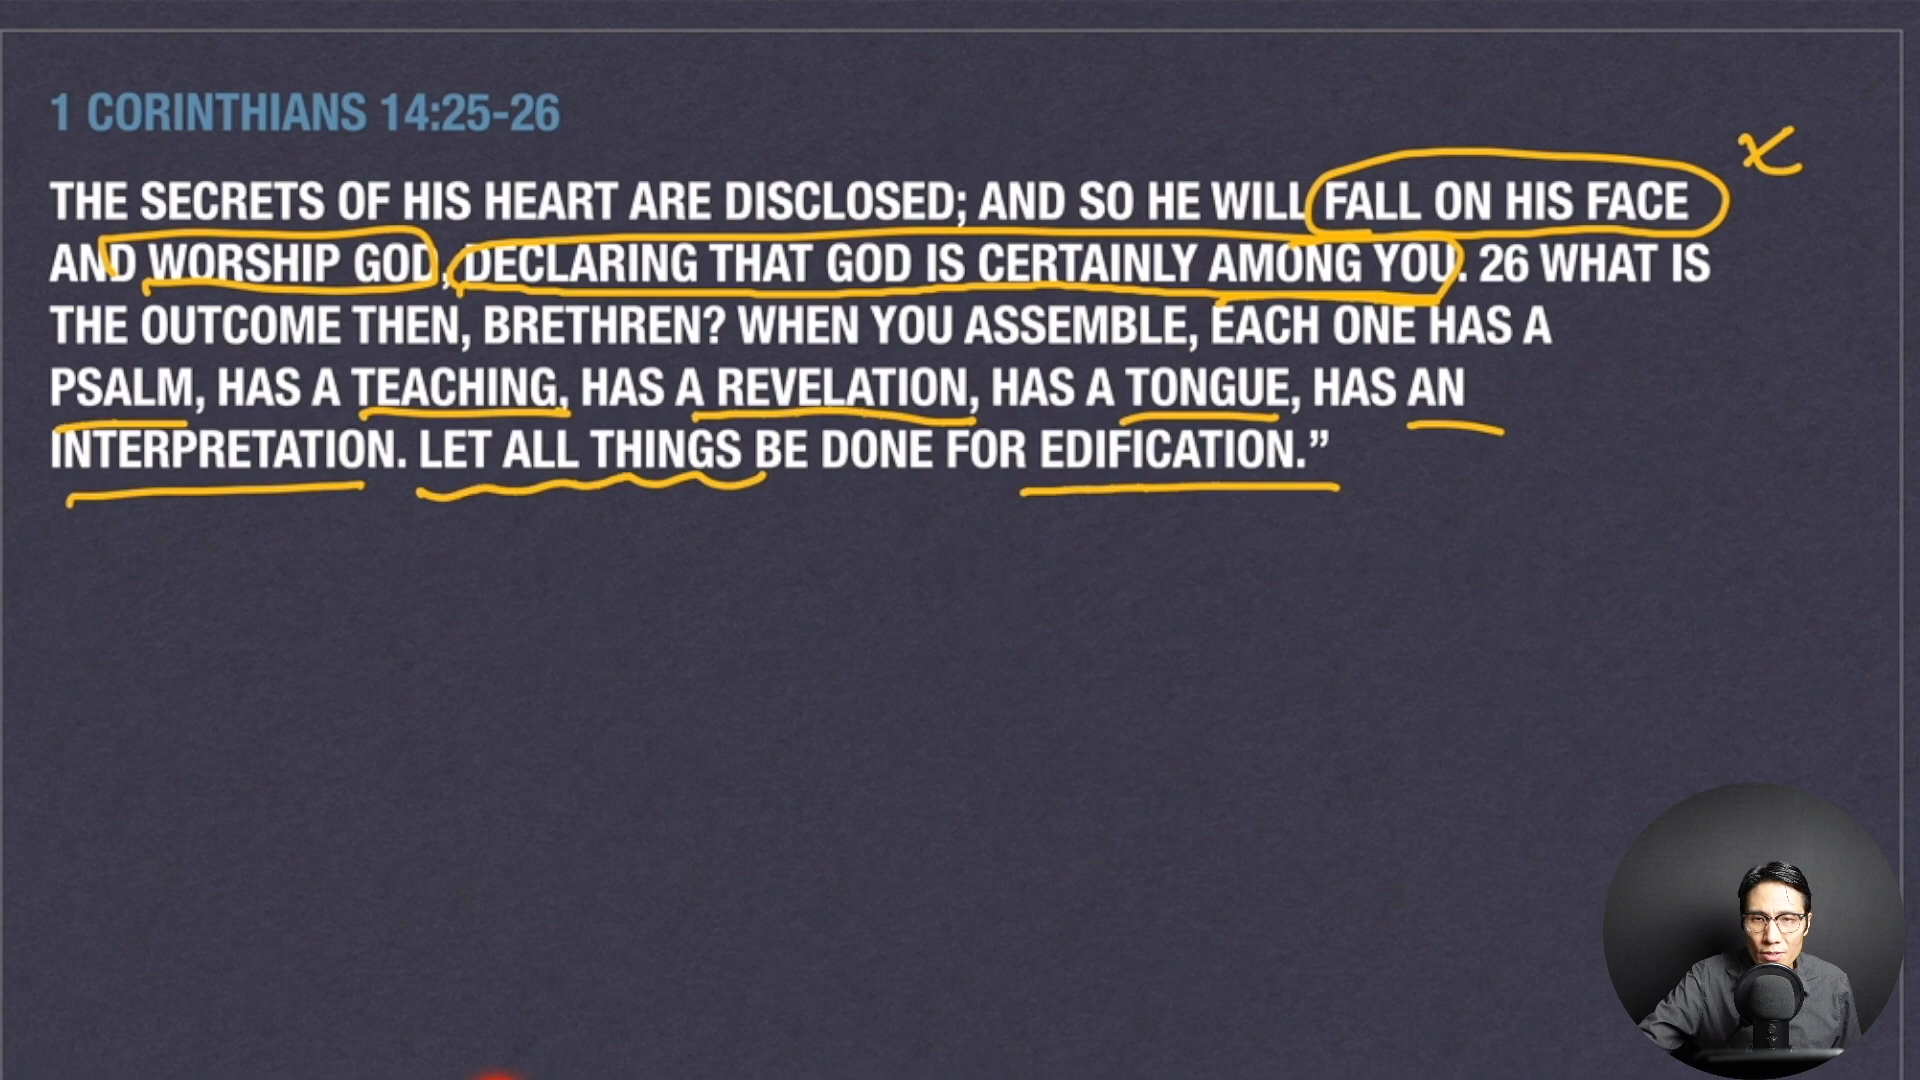 1 CORINTHIANS 14:25-26
x
THE SECRETS OF HIS HEART ARE DISCLOSED; AND SO HE WILL FALL ON HIS FACE
AND WORSHIP GOD, DECLARING THAT GOD IS CERTAINLY AMONG YOU. 26 WHAT IS
THE OUTCOME THEN, BRETHREN? WHEN YOU ASSEMBLE, EACH ONE HAS A
PSALM, HAS A TEACHING, HAS A REVELATION, HAS A TONGUE, HAS AN
INTERPRETATION. LET ALL THINGS BE DONE FOR EDIFICATION.”